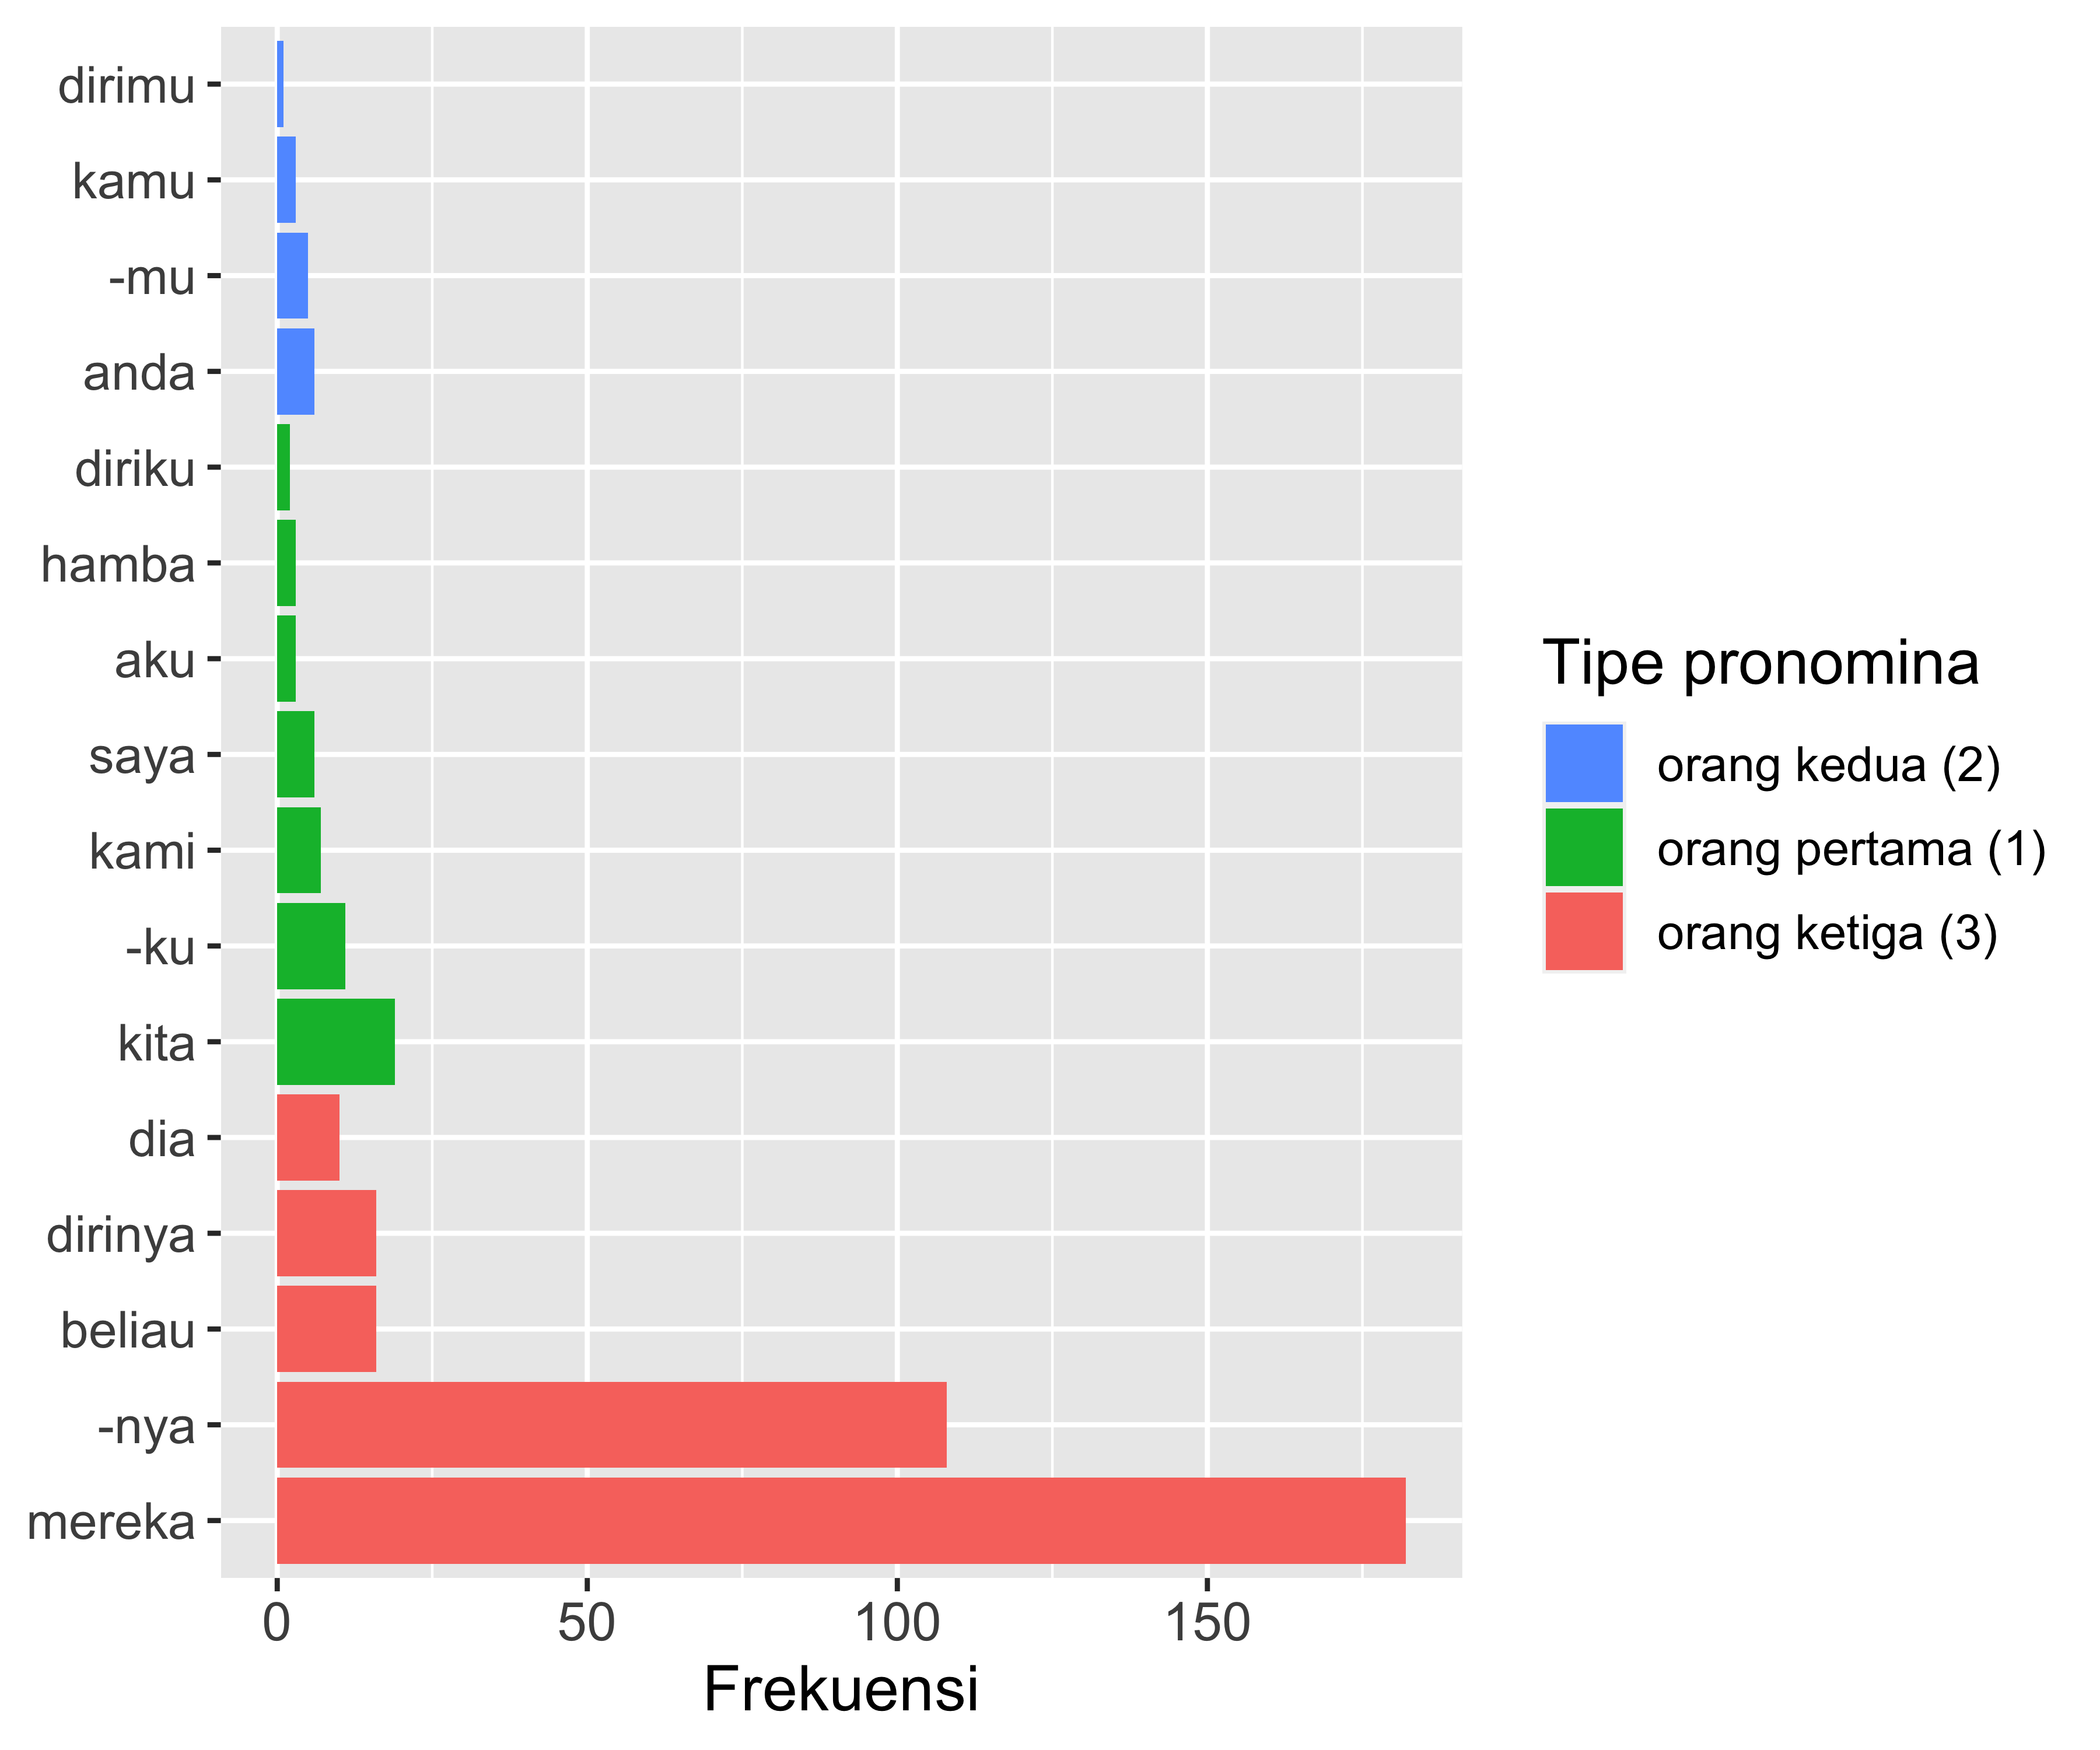 dirimu
kamu
-mu
anda
diriku
hamba
aku
saya
kami
-ku
kita
dia
dirinya
beliau
-nya
mereka
0 50 100 150
Frekuensi
Tipe pronomina
orang kedua (2)
orang pertama (1)
orang ketiga (3)